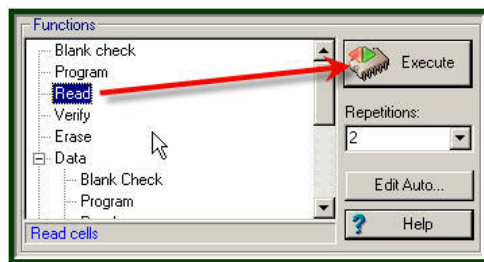 Functions
Blank check
Program
Read
Verify
Erase
Data
Blank Check
Program
Read cells
Execute
Repetitions:
2
Edit Auto...
Help